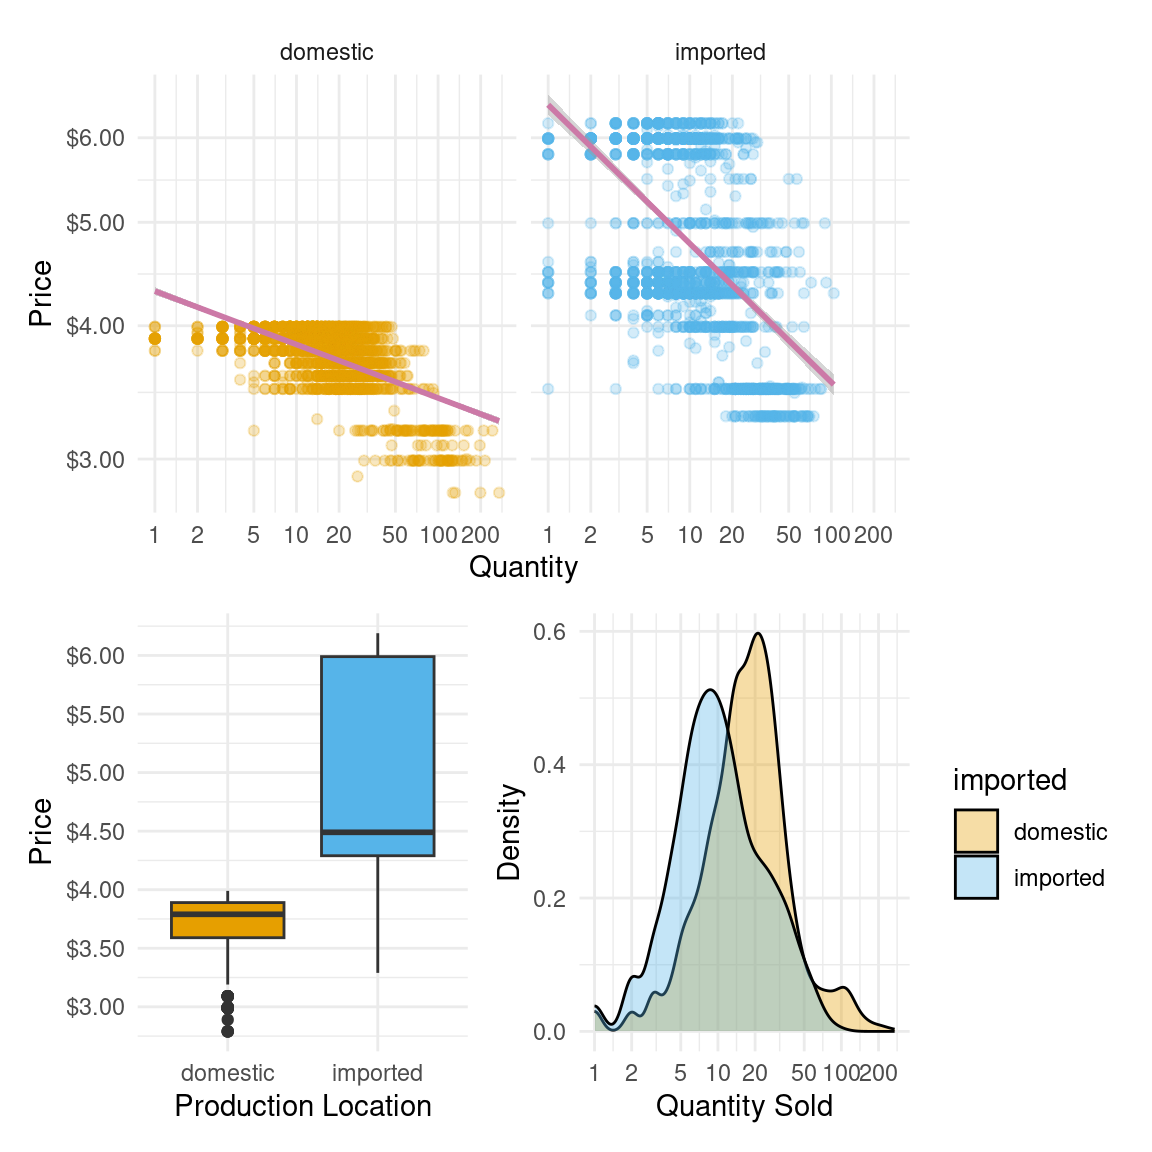 domestic imported
Price
$6.00
$5.00
$4.00
$3.00
1 2 5 10 20 50 100 200 1 2 5 10 20 50 100 200
Quantity
Price
$6.00
$5.50
$5.00
$4.50
$4.00
$3.50
$3.00
domestic imported
Production Location
Density
0.6
0.4
0.2
0.0
1 2 5 10 20 50 100 200
Quantity Sold
imported
domestic
imported